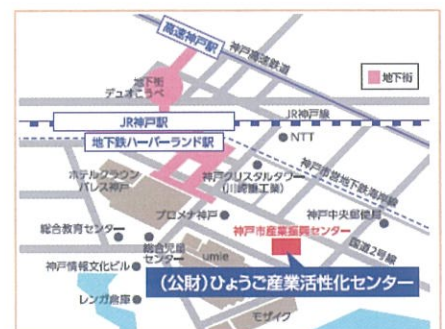 高速神戸駅
神戸高速鉄道
地下街
デュオこうべ
地下街
JR神戸線
JR神戸駅
NTT
地下鉄ハーバーランド駅
神戸市営地下鉄海岸線
ホテルクラウン
パレス神戸
神戸クリスタルタワー
(川崎重工業)
プロメナ神戸
神戸中央郵便局
総合教育センター
神戸市産業振興センター
国道2号線
総合児童
センター
umie
神戸情報文化ビル
(公財)ひょうご産業活性化センター
レンガ倉庫
モザイク